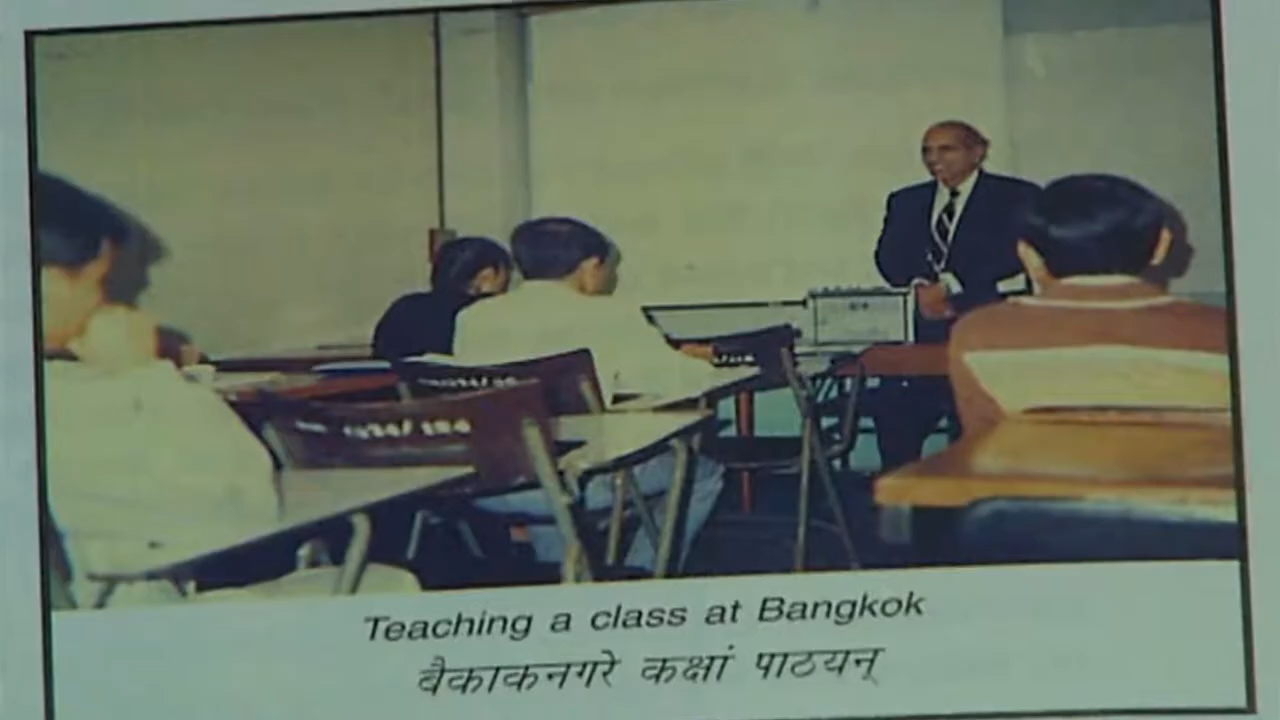 Teaching a class at Bangkok
वैकाकनगरे कक्षां पाठयन्